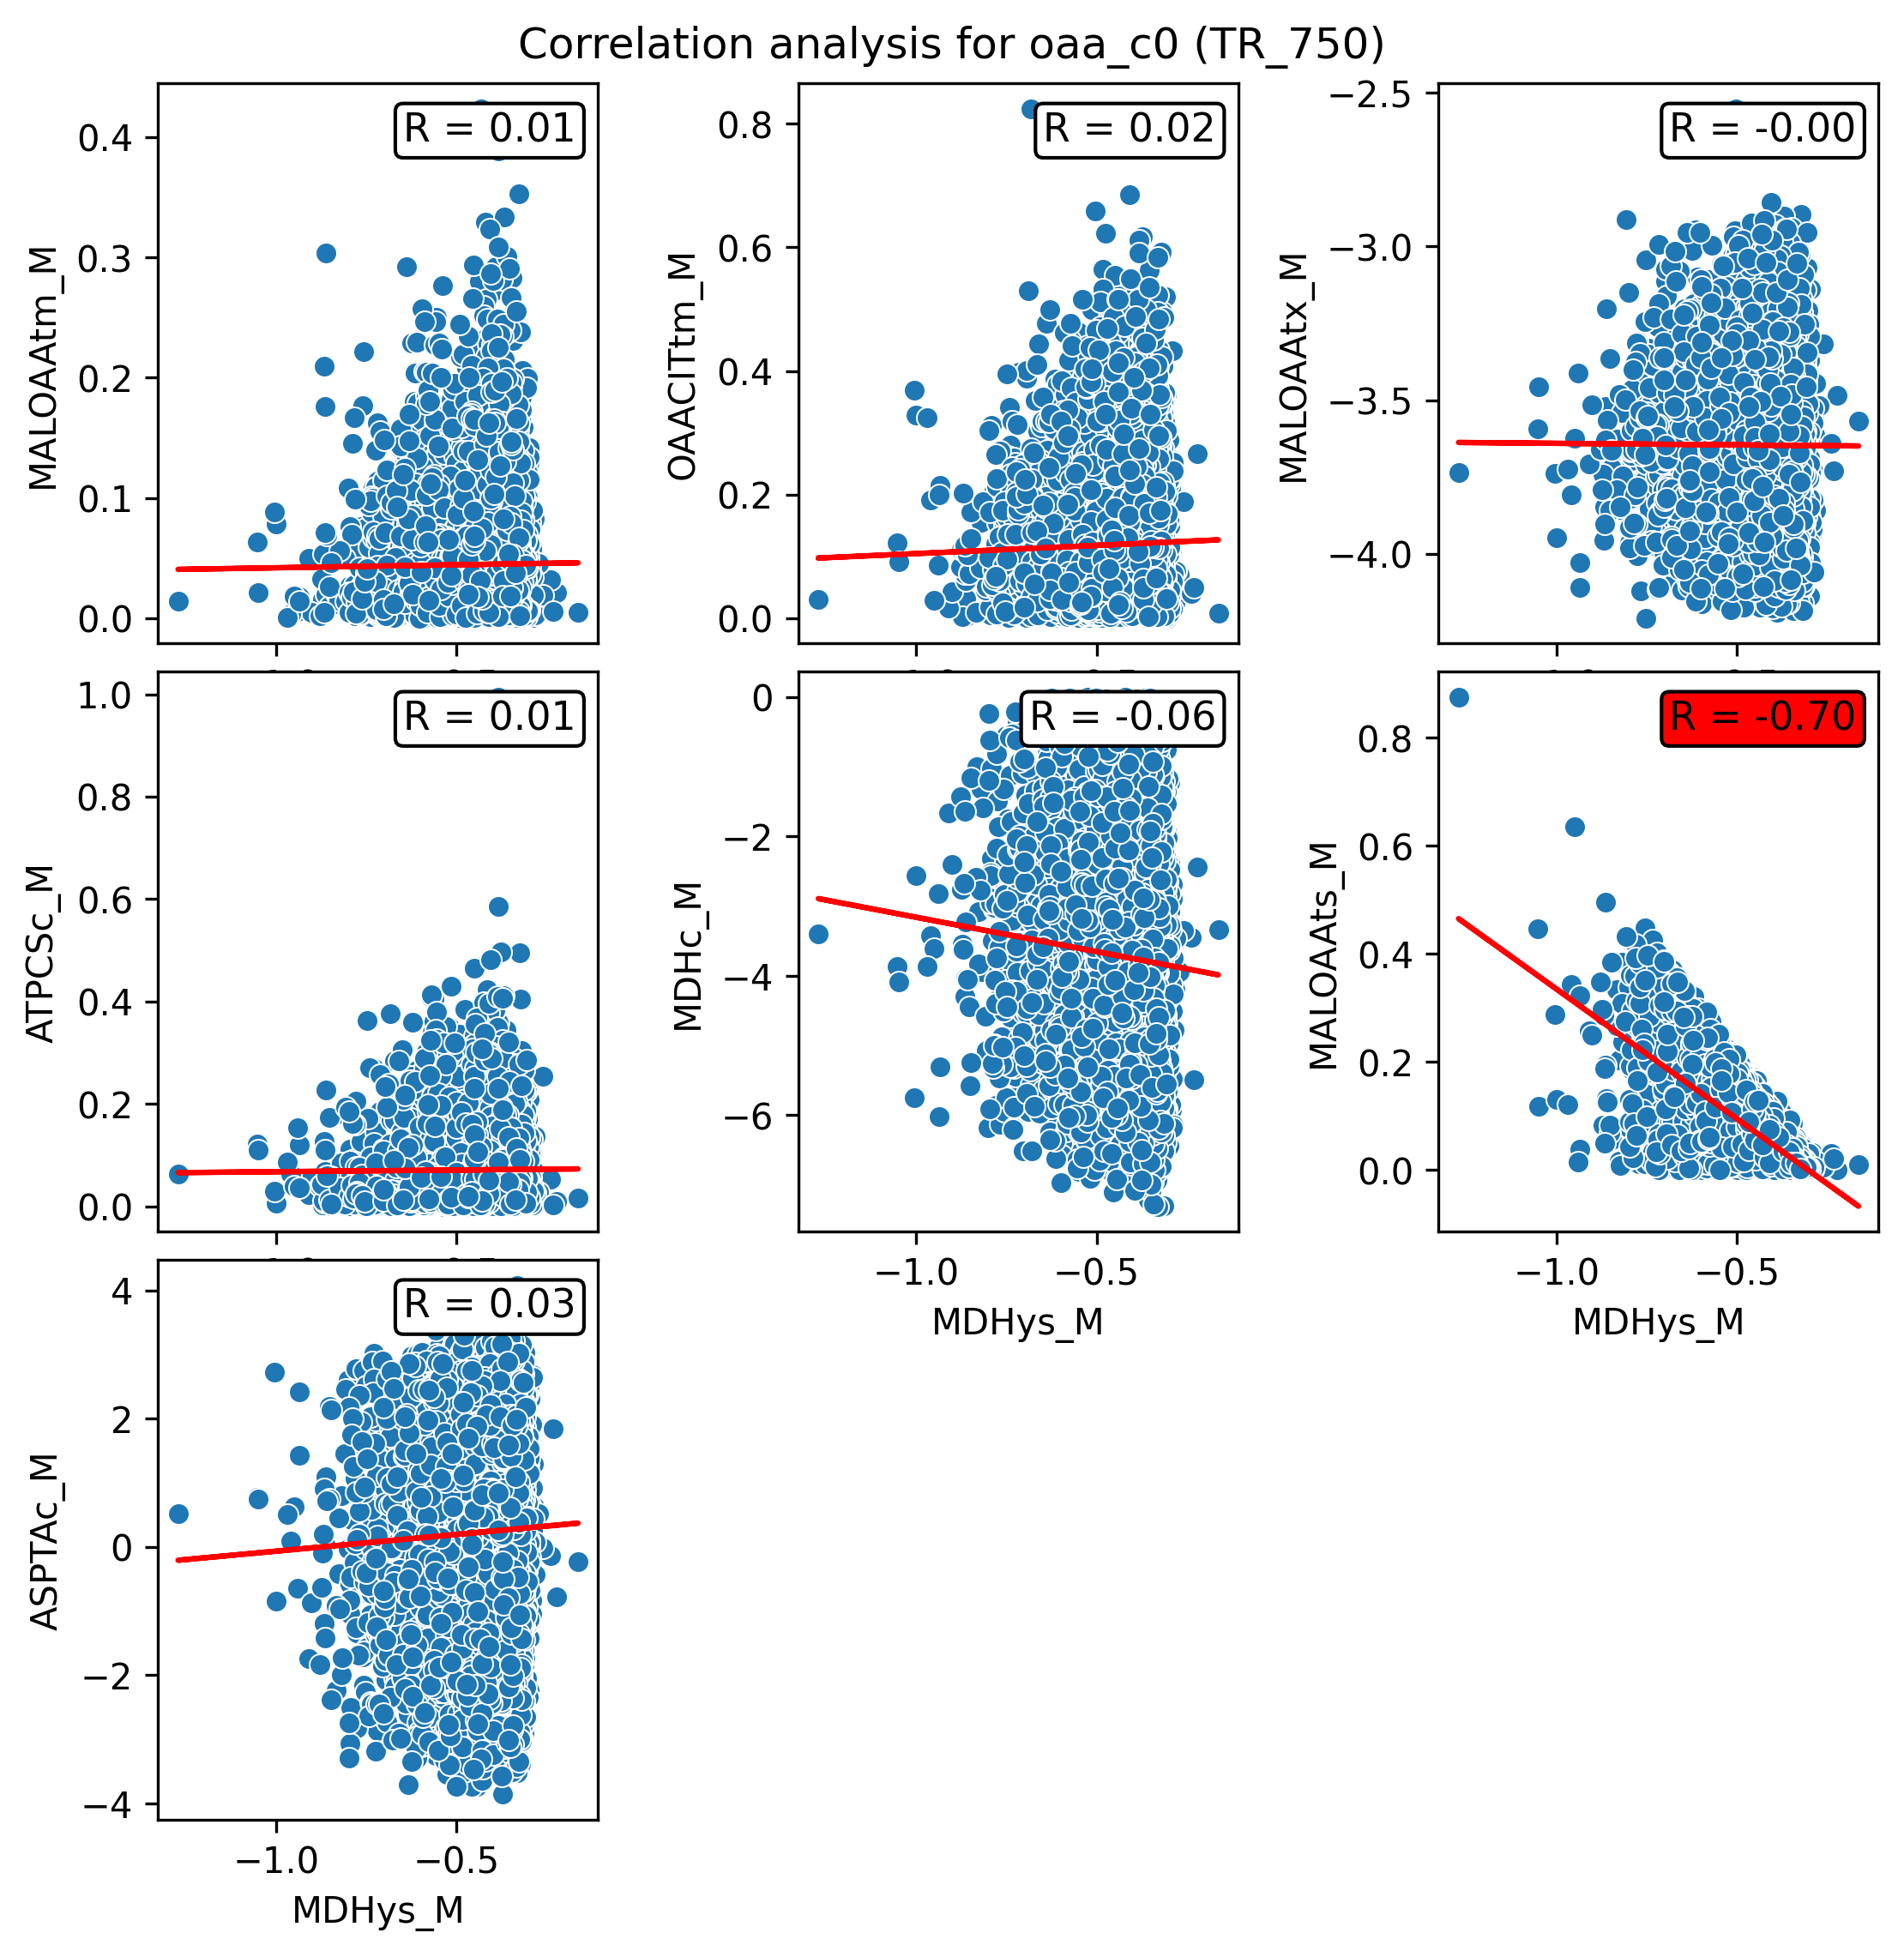 Correlation analysis for oaa_c0 (TR_750)
R = 0.01
0.4
0.3
0.2
0.1
0.0
MALOAAtm_M
R = 0.02
0.8
0.6
0.4
0.2
0.0
OAACITtm_M
R = -0.00
−2.5
−3.0
−3.5
−4.0
MALOAAtx_M
R = 0.01
1.0
0.8
0.6
0.4
0.2
0.0
ATPCSc_M
R = -0.06
0
−2
−4
−6
MDHc_M
−1.0 −0.5
MDHys_M
R = -0.70
0.8
0.6
0.4
0.2
0.0
MALOAAts_M
−1.0 −0.5
MDHys_M
R = 0.03
4
2
0
−2
−4
ASPTAc_M
−1.0 −0.5
MDHys_M